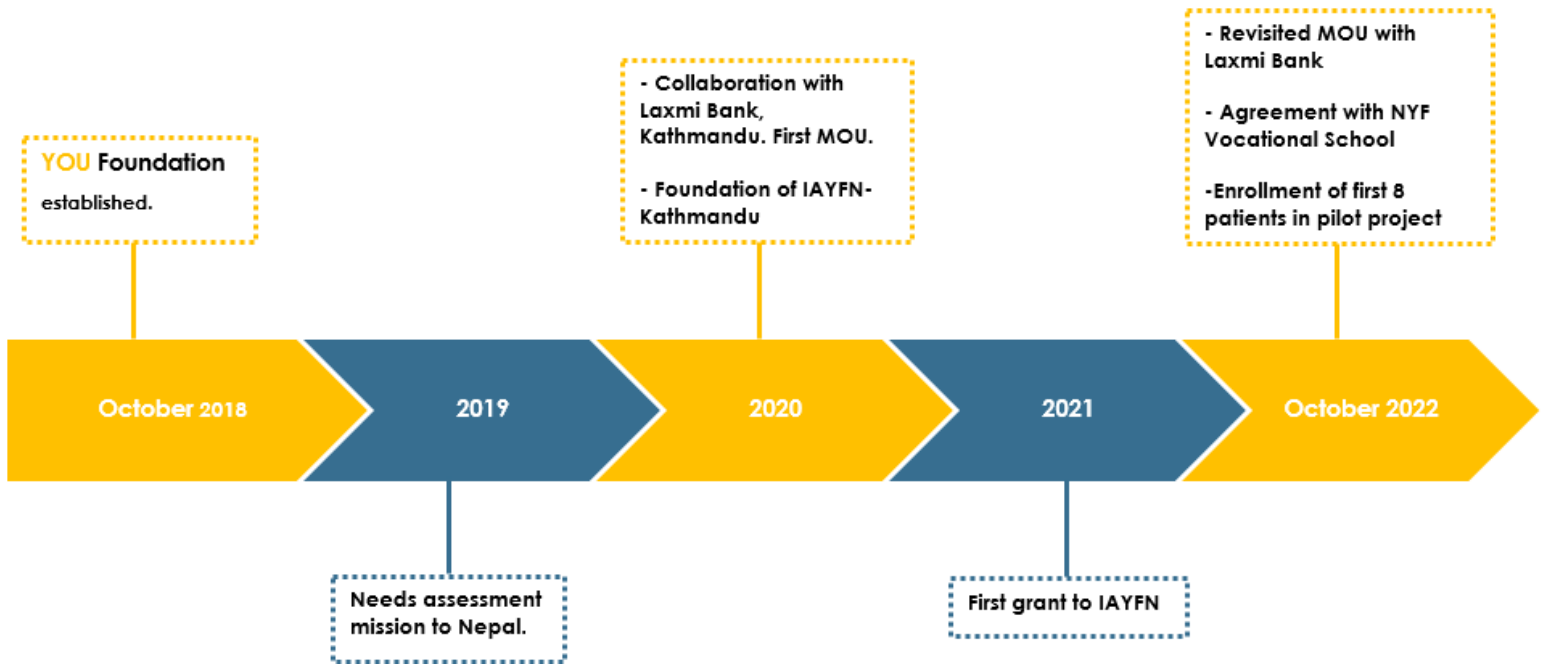 YOU Foundation
established.
- Collaboration with
Laxmi Bank,
Kathmandu. First MOU.
- Foundation of IAYFN-
Kathmandu
- Revisited MOU with
Laxmi Bank
- Agreement with NYF
Vocational School
-Enrollment of first 8
patients in pilot project
October 2018
2019
2020
2021
October 2022
Needs assessment
mission to Nepal.
First grant to IAYFN